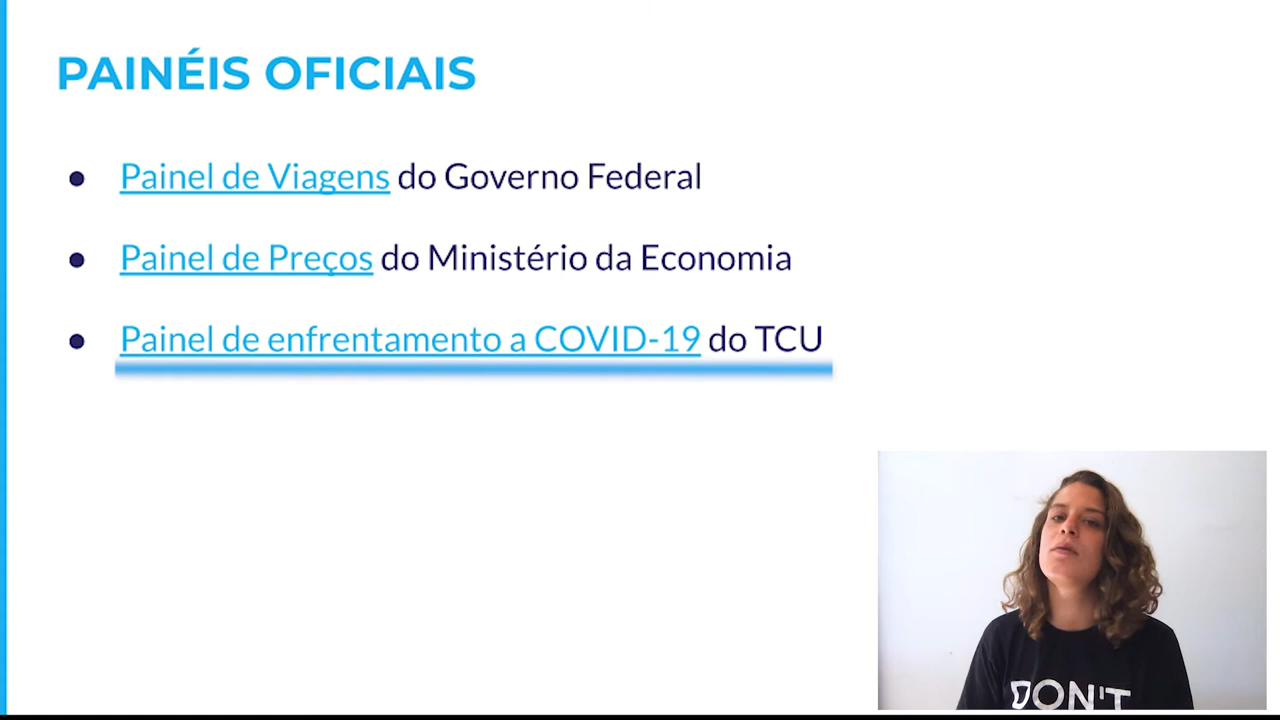 PAINÉIS OFICIAIS
● Painel de Viagens do Governo Federal
● Painel de Preços do Ministério da Economia
● Painel de enfrentamento a COVID-19 do TCU
DON'T